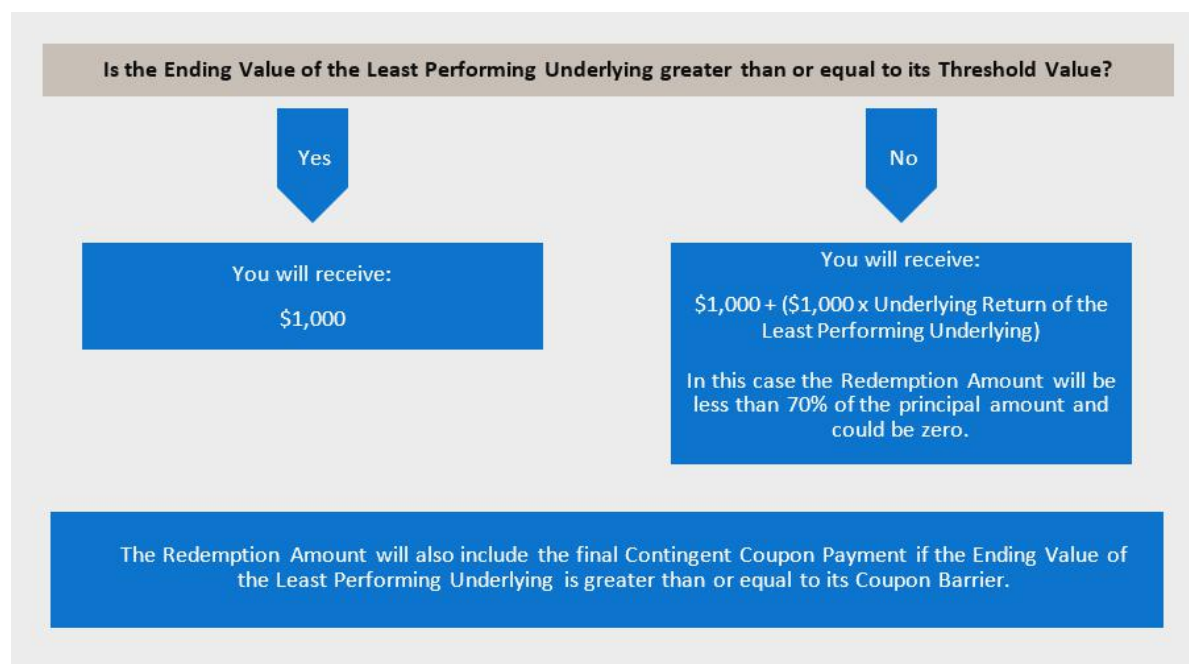 Is the Ending Value of the Least Performing Underlying greater than or equal to its Threshold Value?
Yes
No
You will receive:
$1,000
You will receive:
$1,000 + ($1,000 x Underlying Return of the
Least Performing Underlying)
In this case the Redemption Amount will be
less than 70% of the principal amount and
could be zero.
The Redemption Amount will also include the final Contingent Coupon Payment if the Ending Value of
the Least Performing Underlying is greater than or equal to its Coupon Barrier.